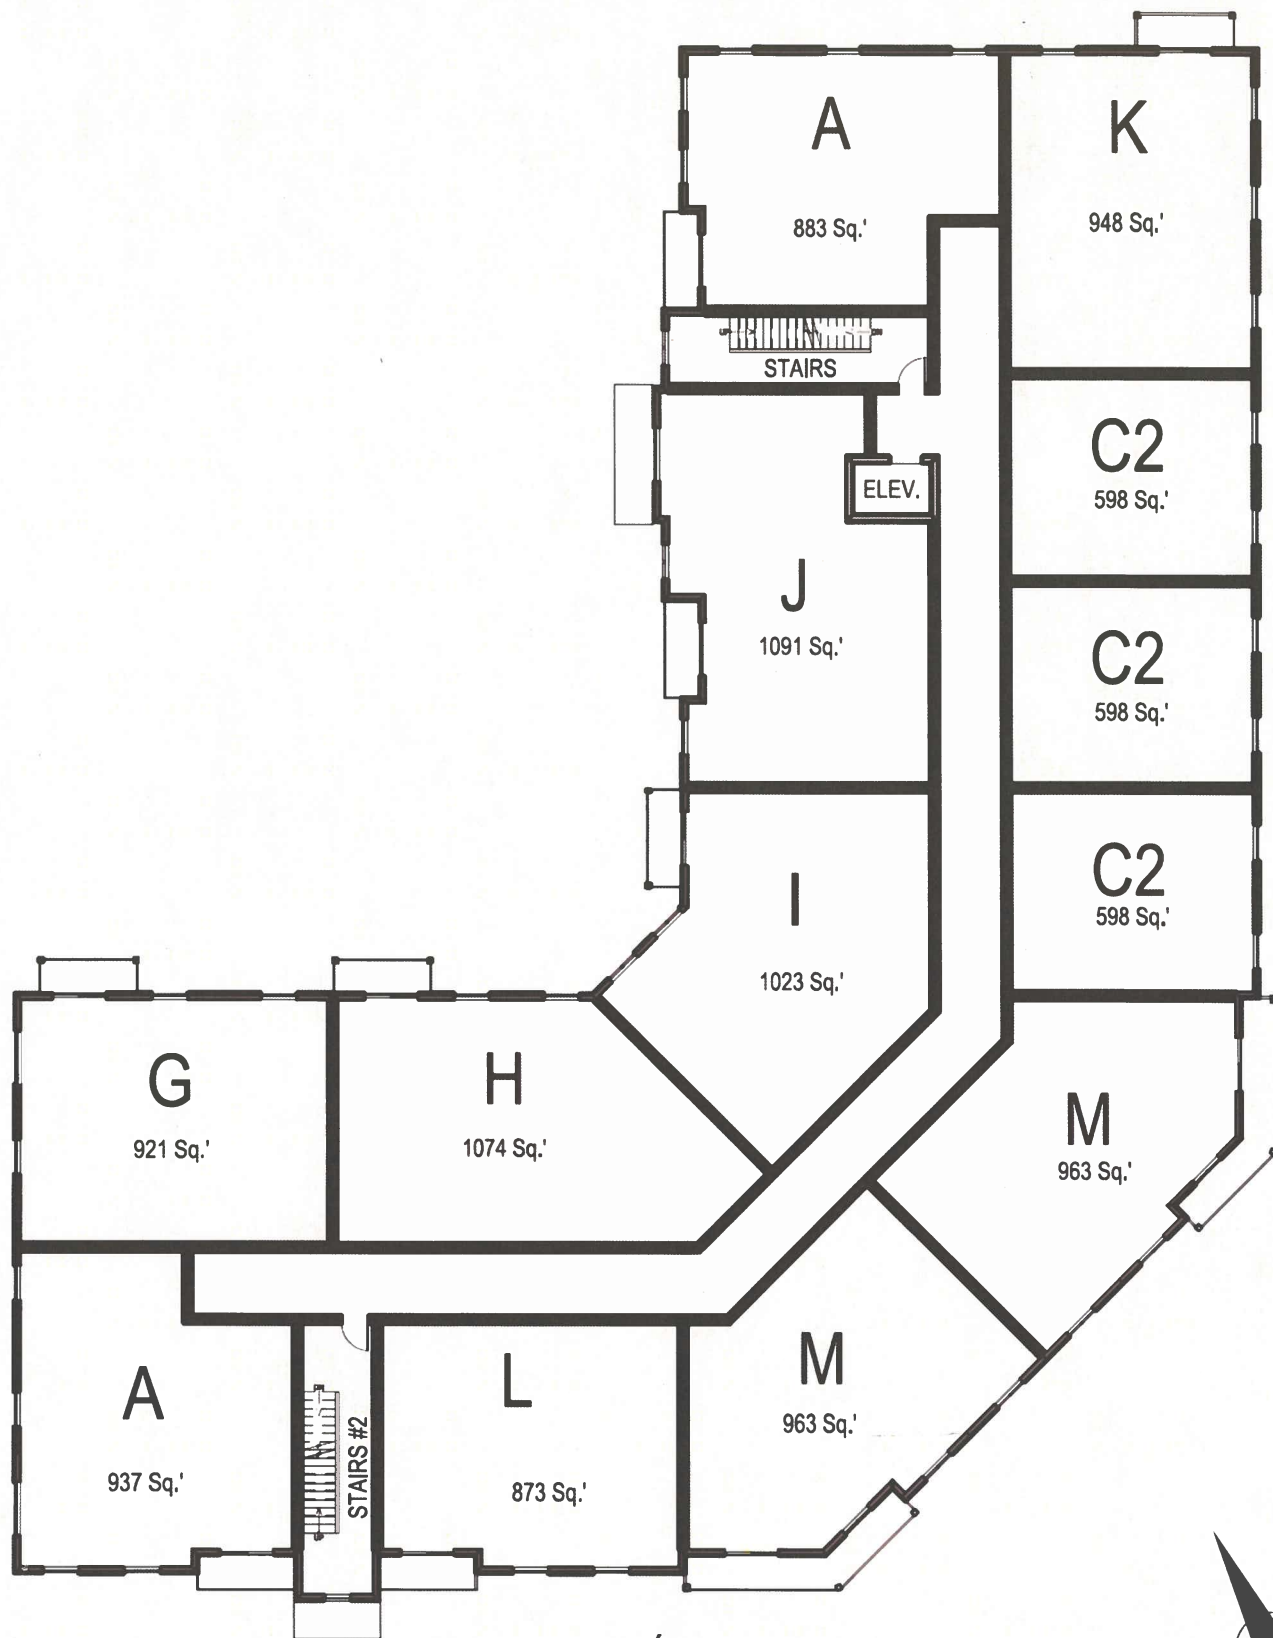 A
883 Sq.'
K
948 Sq.'
STAIRS
C2
598 Sq.'
ELEV.
J
1091 Sq.'
C2
598 Sq.'
C2
598 Sq.'
I
1023 Sq.'
G
921 Sq.'
H
1074 Sq.'
M
963 Sq.'
A
937 Sq.'
STAIRS #2
L
873 Sq.'
M
963 Sq.'